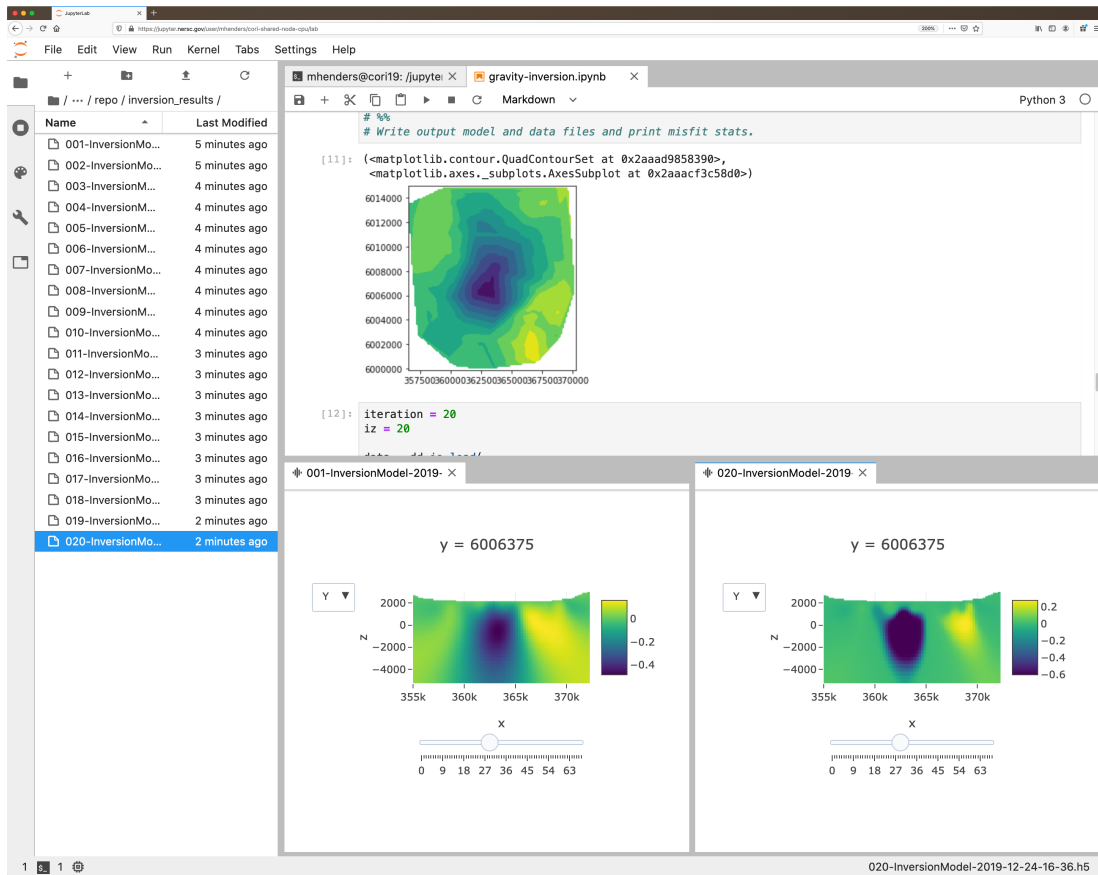 JupyterLab
https://jupyter.nersc.gov/user/mhenders/cori-shared-node-cpu/lab
200%
File Edit View Run Kernel Tabs Settings Help
/ ··· / repo / inversion_results /
Name Last Modified
001-InversionMo... 5 minutes ago
002-InversionMo... 5 minutes ago
003-InversionM... 4 minutes ago
004-InversionM... 4 minutes ago
005-InversionM... 4 minutes ago
006-InversionM... 4 minutes ago
007-InversionMo... 4 minutes ago
008-InversionM... 4 minutes ago
009-InversionM... 4 minutes ago
010-InversionMo... 4 minutes ago
011-InversionMo... 3 minutes ago
012-InversionMo... 3 minutes ago
013-InversionMo... 3 minutes ago
014-InversionMo... 3 minutes ago
015-InversionMo... 3 minutes ago
016-InversionMo... 3 minutes ago
017-InversionMo... 3 minutes ago
018-InversionMo... 3 minutes ago
019-InversionMo... 2 minutes ago
020-InversionMo... 2 minutes ago
mhenders@cori19: /jupyte
gravity-inversion.ipynb
Markdown
Python 3
# %%
# Write output model and data files and print misfit stats.
[11]: (<matplotlib.contour.QuadContourSet at 0x2aaad9858390>,
<matplotlib.axes._subplots.AxesSubplot at 0x2aaacf3c58d0>)
6014000
6012000
6010000
6008000
6006000
6004000
6002000
6000000
357500 360000 362500 365000 367500 370000
[12]: iteration = 20
iz = 20
001-InversionModel-2019-
y = 6006375
Y
z
2000
0
−2000
−4000
355k 360k 365k 370k
x
0
−0.2
−0.4
0 9 18 27 36 45 54 63
020-InversionModel-2019-
y = 6006375
Y
z
2000
0
−2000
−4000
355k 360k 365k 370k
x
0.2
0
−0.2
−0.4
−0.6
0 9 18 27 36 45 54 63
1 1
020-InversionModel-2019-12-24-16-36.h5